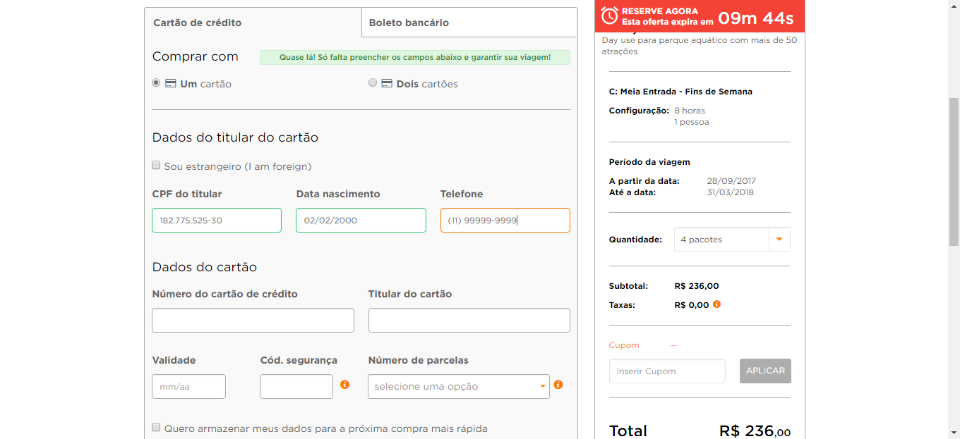 Cartão de crédito
Boleto bancário
Comprar com
Quase lá! Só falta preencher os campos abaixo e garantir sua viagem!
Um cartão
Dois cartões
Dados do titular do cartão
Sou estrangeiro (I am foreign)
CPF do titular
Data nascimento
Telefone
182.775.525-30
02/02/2000
(11) 99999-9999
Dados do cartão
Número do cartão de crédito
Titular do cartão
Validade
Cód. segurança
Número de parcelas
mm/aa
selecione uma opção
Quero armazenar meus dados para a próxima compra mais rápida
RESERVE AGORA
Esta oferta expira em 09m 44s
Day use para parque aquático com mais de 50
atrações
C: Meia Entrada - Fins de Semana
Configuração: 8 horas
1 pessoa
Período da viagem
A partir da data: 28/09/2017
Até a data: 31/03/2018
Quantidade: 4 pacotes
Subtotal: R$ 236,00
Taxas: R$ 0,00
Cupom —
Inserir Cupom
APLICAR
Total R$ 236,00